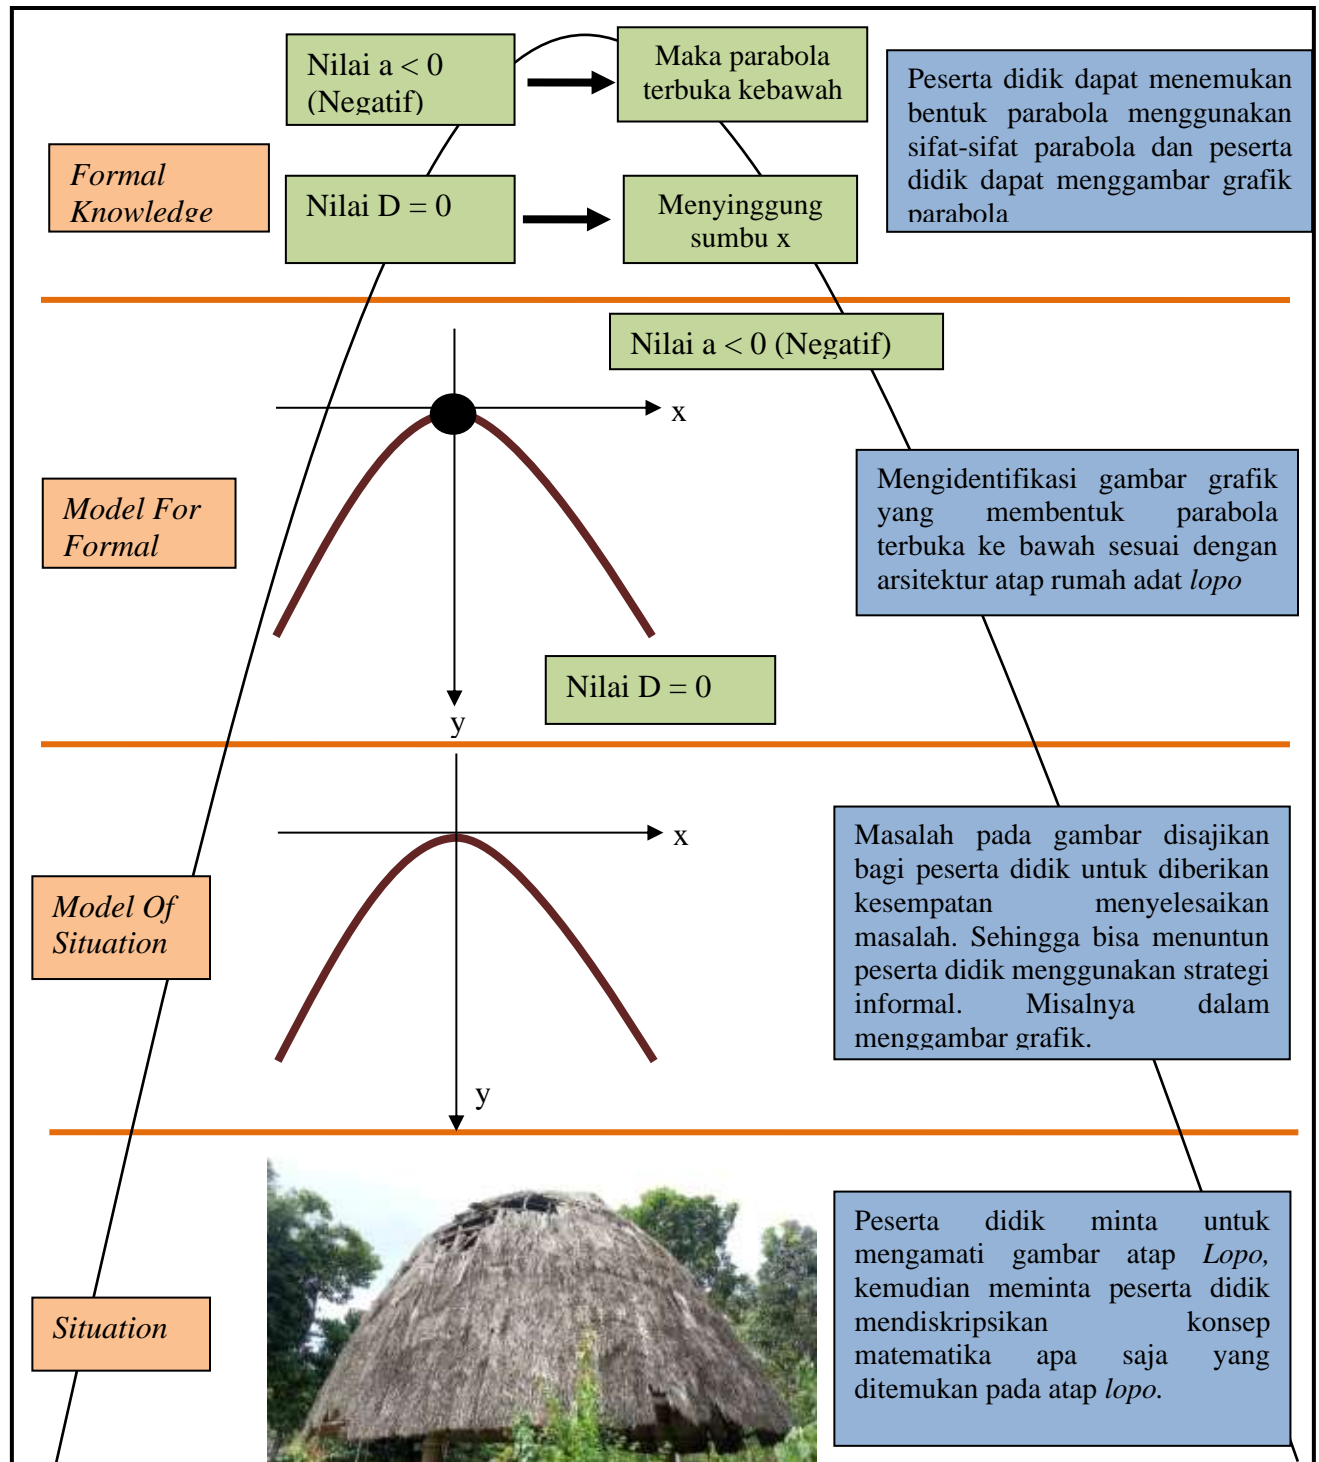 Nilai a < 0
(Negatif)
Maka parabola
terbuka kebawah
Peserta didik dapat menemukan
bentuk parabola menggunakan
sifat-sifat parabola dan peserta
didik dapat menggambar grafik
parabola
Formal
Knowledge
Nilai D = 0
Menyinggung
sumbu x
Nilai a < 0 (Negatif)
x
Model For
Formal
Mengidentifikasi gambar grafik
yang membentuk parabola
terbuka ke bawah sesuai dengan
arsitektur atap rumah adat lopo
Nilai D = 0
y
x
Model Of
Situation
Masalah pada gambar disajikan
bagi peserta didik untuk diberikan
kesempatan menyelesaikan
masalah. Sehingga bisa menuntun
peserta didik menggunakan strategi
informal. Misalnya dalam
menggambar grafik.
y
Situation
Peserta didik minta untuk
mengamati gambar atap Lopo,
kemudian meminta peserta didik
mendiskripsikan konsep
matematika apa saja yang
ditemukan pada atap lopo.